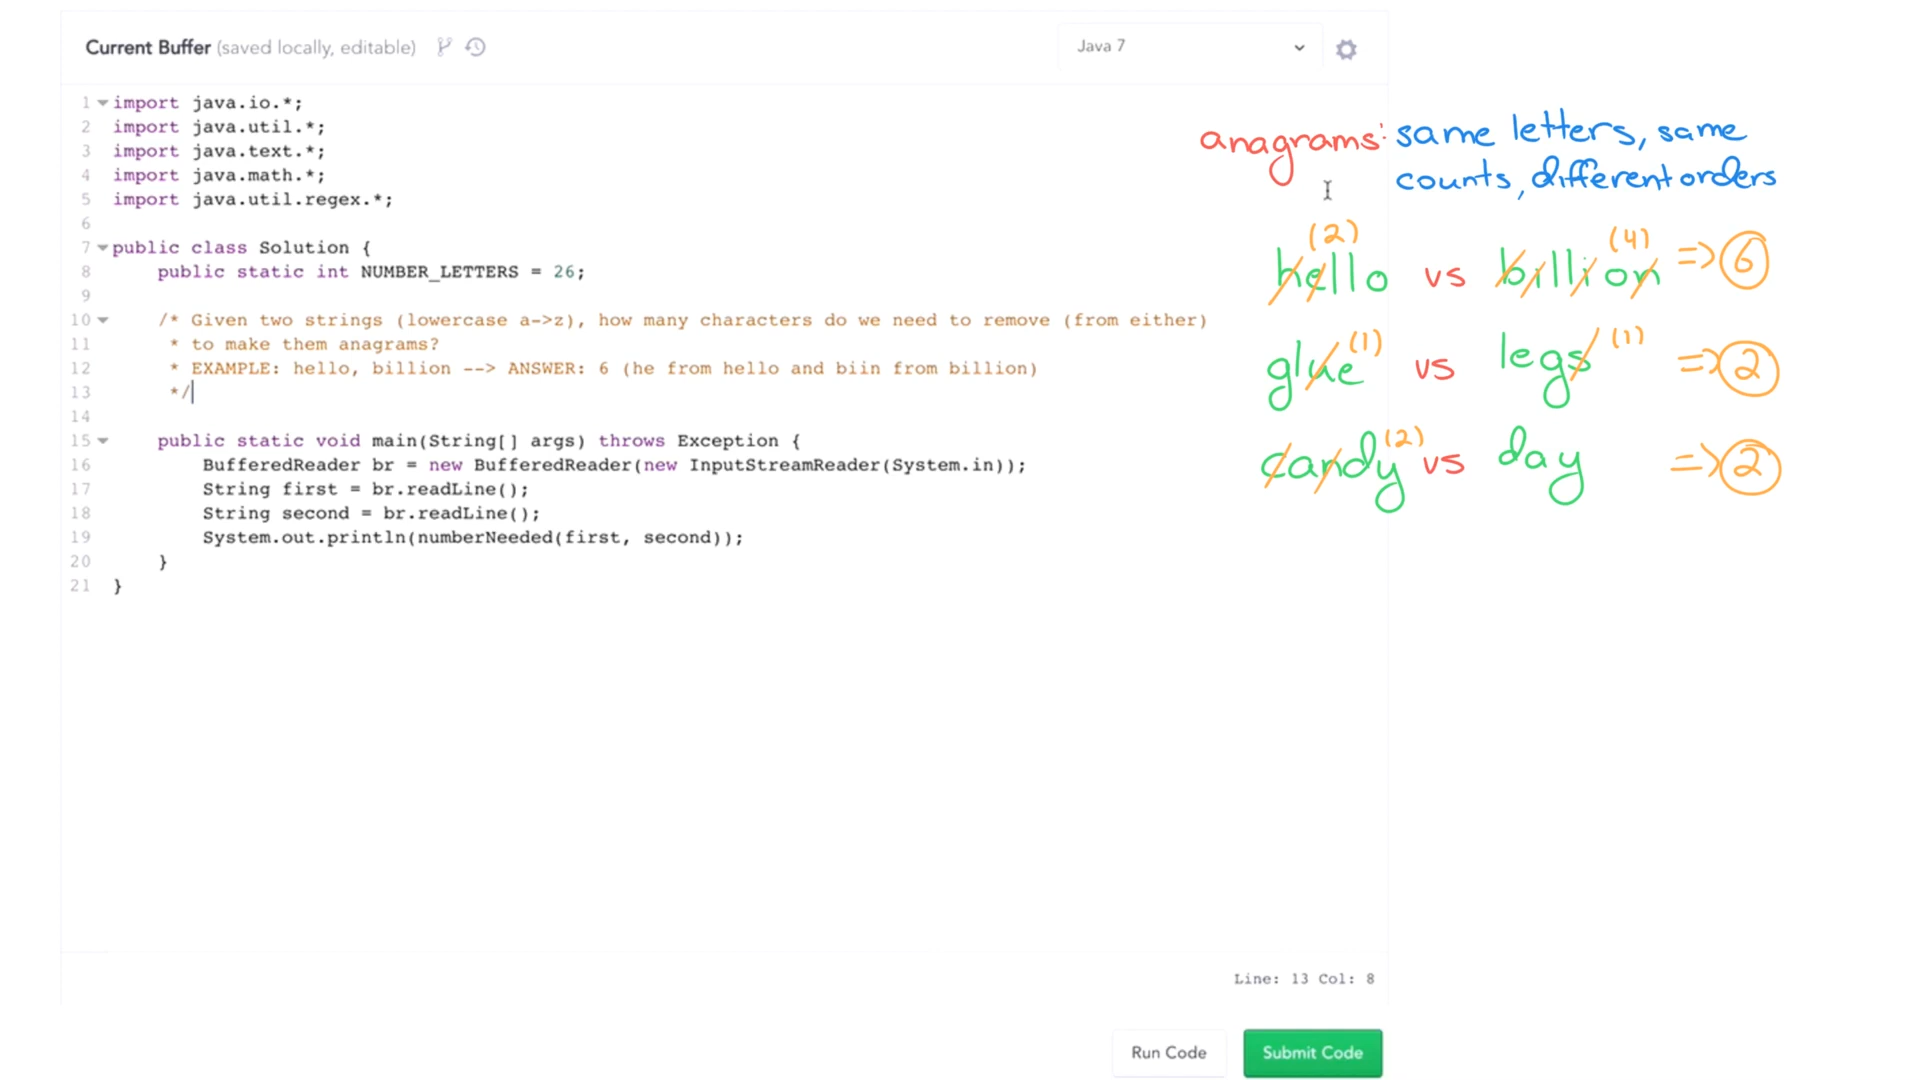 Current Buffer (saved locally, editable)
Java 7
1 import java.io.*;
2 import java.util.*;
3 import java.text.*;
4 import java.math.*;
5 import java.util.regex.*;
6
7 public class Solution {
8 public static int NUMBER_LETTERS = 26;
9
10 /* Given two strings (lowercase a->z), how many characters do we need to remove (from either)
11 * to make them anagrams?
12 * EXAMPLE: hello, billion --> ANSWER: 6 (he from hello and biin from billion)
13 */
14
15 public static void main(String[] args) throws Exception {
16 BufferedReader br = new BufferedReader(new InputStreamReader(System.in));
17 String first = br.readLine();
18 String second = br.readLine();
19 System.out.println(numberNeeded(first, second));
20 }
21 }
Line: 13 Col: 8
Run Code
Submit Code
anagrams: same letters, same
counts, different orders
(2) (4)
hello vs billion => 6
(1) (1)
glue vs legs => 2
(2)
candy vs day => 2